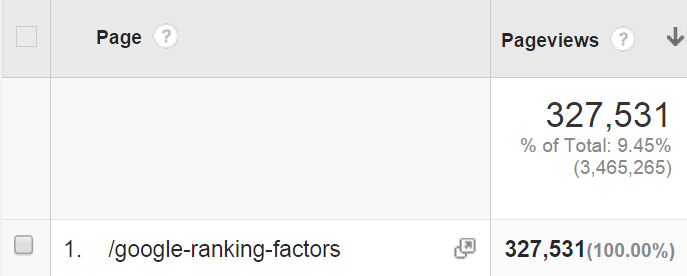 Page ? Pageviews ?
327,531
% of Total: 9.45%
(3,465,265)
1. /google-ranking-factors 327,531(100.00%)